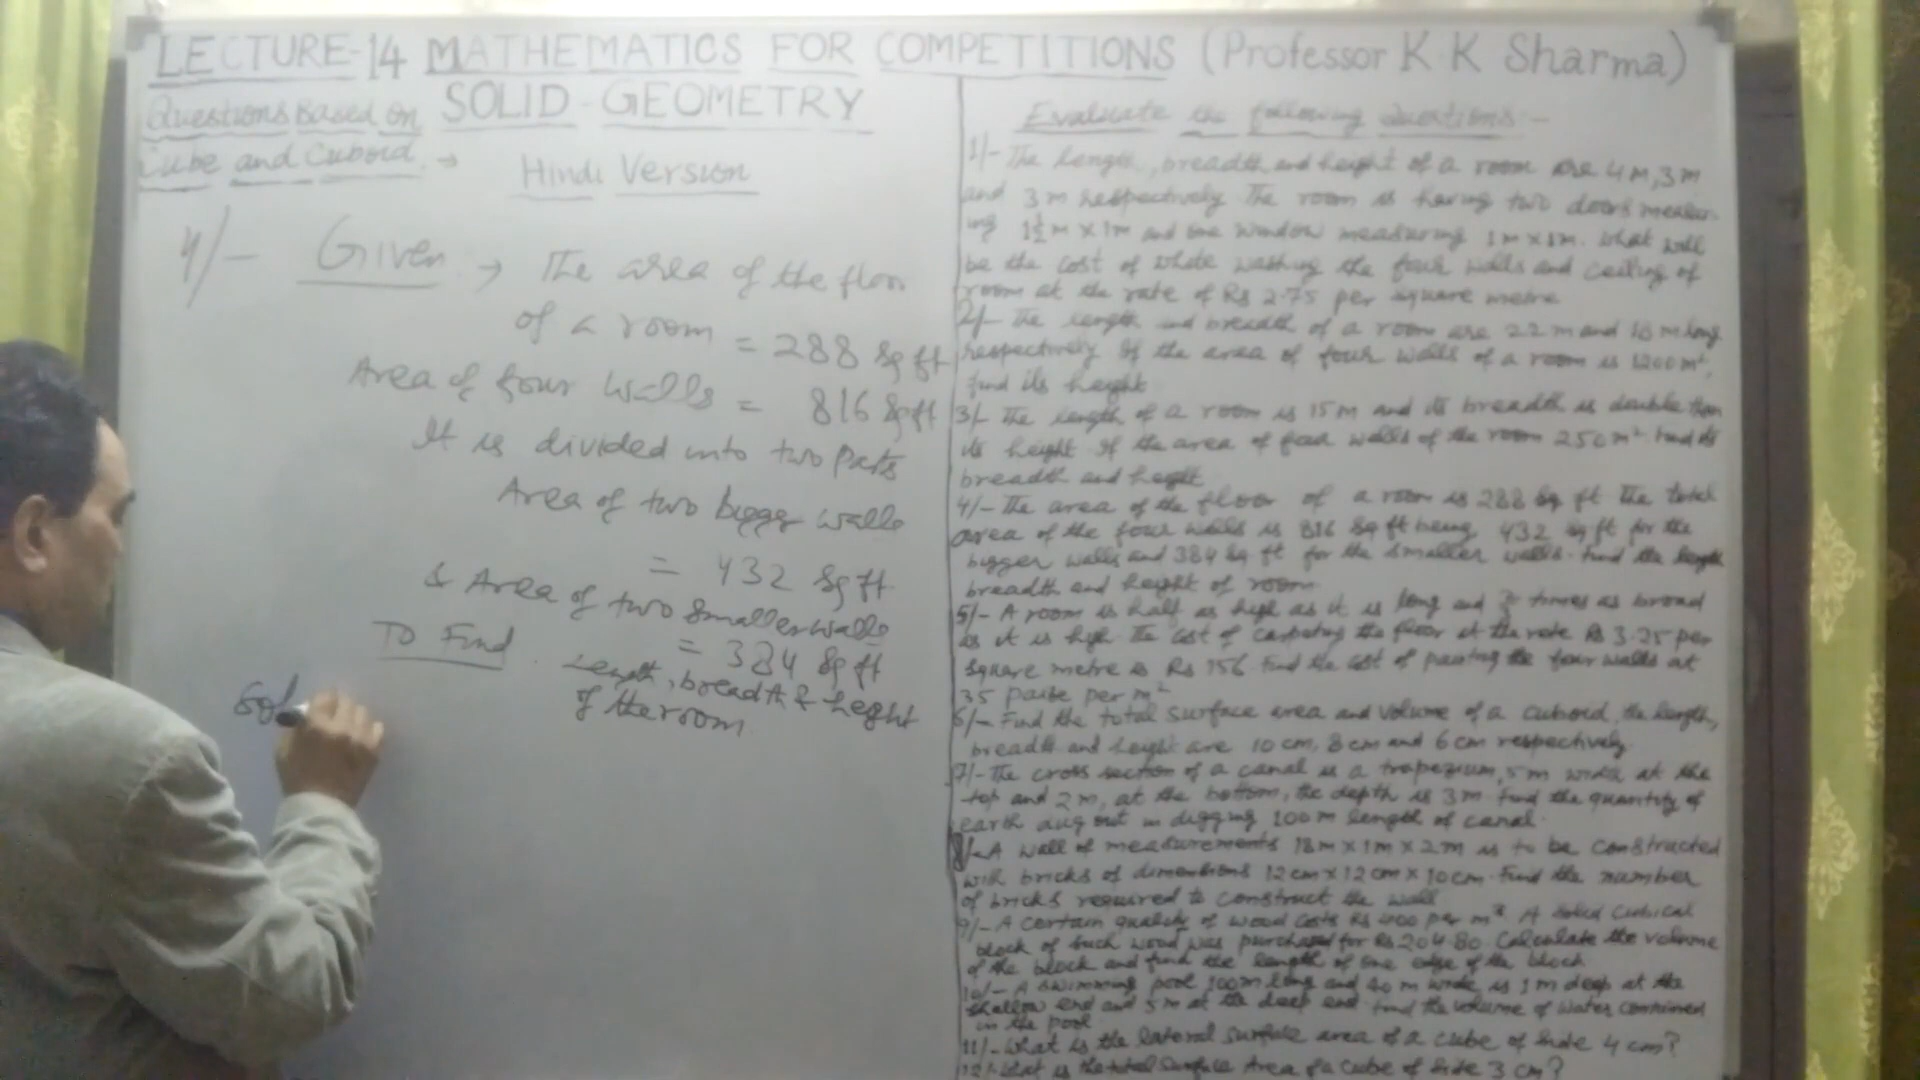 LECTURE-14 MATHEMATICS FOR COMPETITIONS (Professor K K Sharma)
SOLID-GEOMETRY
Questions Based on
Cube and Cuboid. →
Hindi Version
4/- Given → The area of the floor
of a room = 288 sq ft
Area of four walls = 816 sq ft
It is divided into two parts
Area of two bigger walls
= 432 sq ft
& Area of two smaller walls
= 384 sq ft
To Find. Length, breadth & height
of the room.
Sol
Evaluate the following Questions:-
1/- The length, breadth and height of a room are 4m, 3m
and 3m respectively. The room is having two doors measur-
ing 1½m x 1m and one window measuring 1m x 1m. What will
be the cost of white washing the four walls and ceiling of
room at the rate of Rs 2.75 per square metre
2/- The length and breadth of a room are 22m and 18m long
respectively. If the area of four walls of a room is 1200m²,
find its height
3/- The length of a room is 15m and its breadth is double than
its height. If the area of four walls of the room 250m². Find its
breadth and height
4/- The area of the floor of a room is 288 sq ft. The total
area of the four walls is 816 sq ft being 432 sq ft for the
bigger walls and 384 sq ft for the smaller walls. Find the length
breadth and height of room
5/- A room is half as high as it is long and times as broad
as it is high. The cost of carpeting the floor at the rate Rs 3.25 per
square metre is Rs 156. Find the cost of painting the four walls at
35 paise per m²
6/- Find the total surface area and volume of a cuboid, the length,
breadth and height are 10 cm, 8 cm and 6 cm respectively
7/- The cross section of a canal is a trapezium, 5m wide at the
top and 2m, at the bottom, the depth is 3m. Find the quantity of
earth dug out in digging 100m length of canal.
8/- A wall of measurements 18m x 1m x 2m is to be constructed
with bricks of dimentions 12cm x 12cm x 10cm. Find the number
of bricks required to construct the wall
9/- A certain quality of wood costs Rs per m³. A solid cubical
block of such wood was purchased for Rs 204.80. Calculate the volume
of the block and find the length of one edge of the block
10/- A swimming pool 100m long and 40 m wide is 1m deep at the
shallow end and 5m at the deep end. Find the volume of water contained
in the pool
11/- What is the lateral surface area of a cube of side 4 cm?
12/- What is the total surface Area of a cube of side 3 cm?